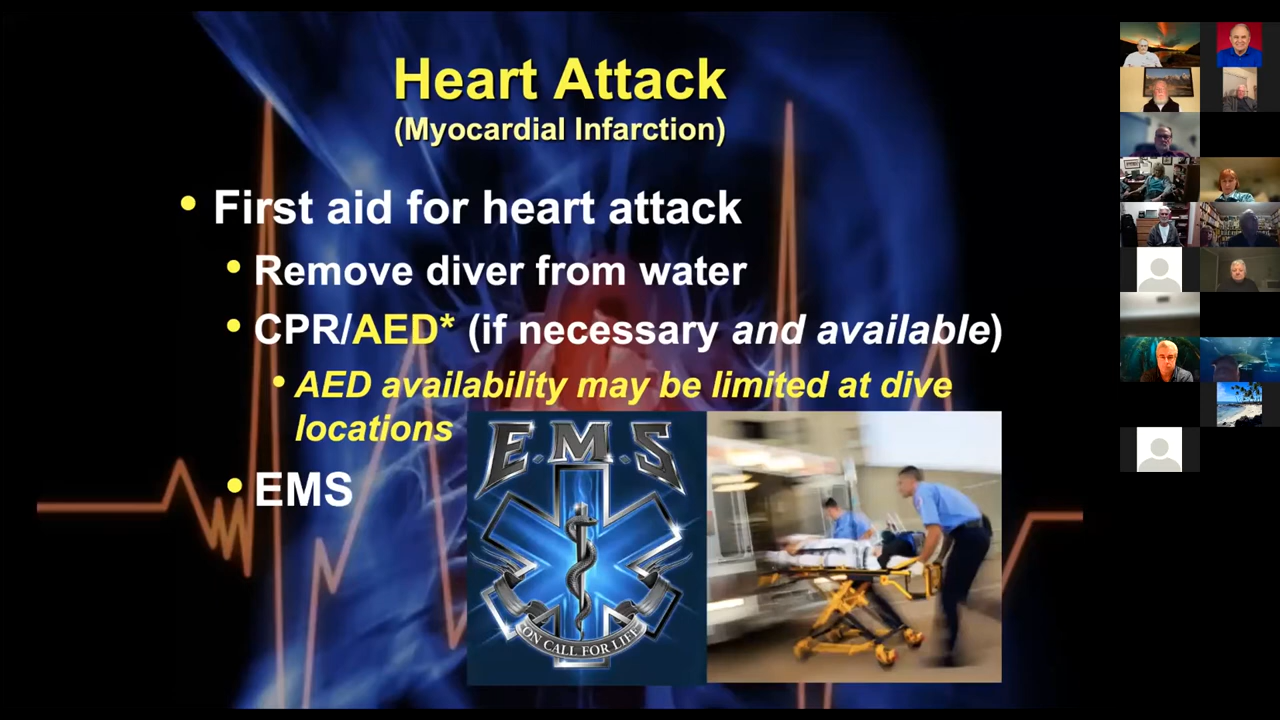 Heart Attack
(Myocardial Infarction)
• First aid for heart attack
• Remove diver from water
• CPR/AED* (if necessary and available)
• AED availability may be limited at dive
locations
• EMS
E.M.S
ON CALL FOR LIFE